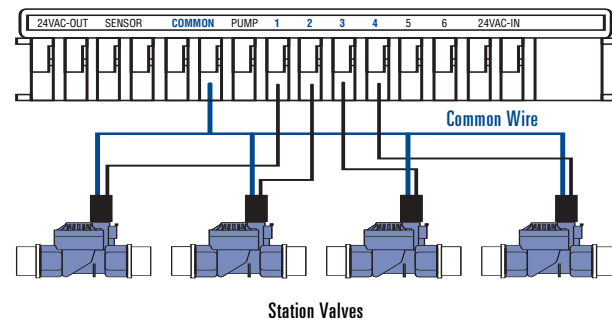 24VAC-OUT SENSOR COMMON PUMP 1 2 3 4 5 6 24VAC-IN
Common Wire
Station Valves